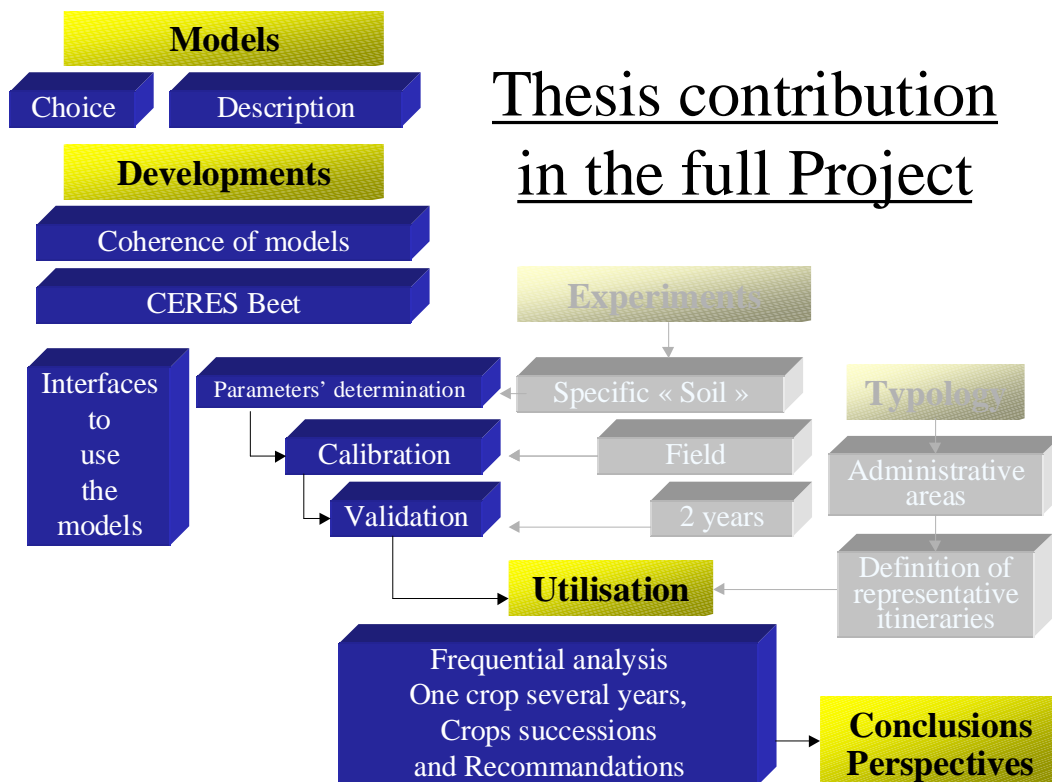 Models
Choice
Description
Thesis contribution
in the full Project
Developments
Coherence of models
CERES Beet
Experiments
Interfaces
to
use
the
models
Parameters' determination
Specific « Soil »
Typology
Calibration
Field
Administrative
areas
Validation
2 years
Utilisation
Definition of
representative
itineraries
Frequential analysis
One crop several years,
Crops successions
and Recommandations
Conclusions
Perspectives